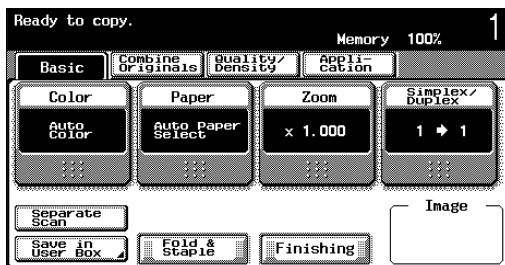 Ready to copy.
Memory 100% 1
Basic
Combine Originals
Quality/ Density
Appli- cation
Color
Paper
Zoom
Simplex/ Duplex
Auto Color
Auto Paper Select
x 1.000
1 → 1
Separate Scan
Image
Save in User Box
Fold & Staple
Finishing